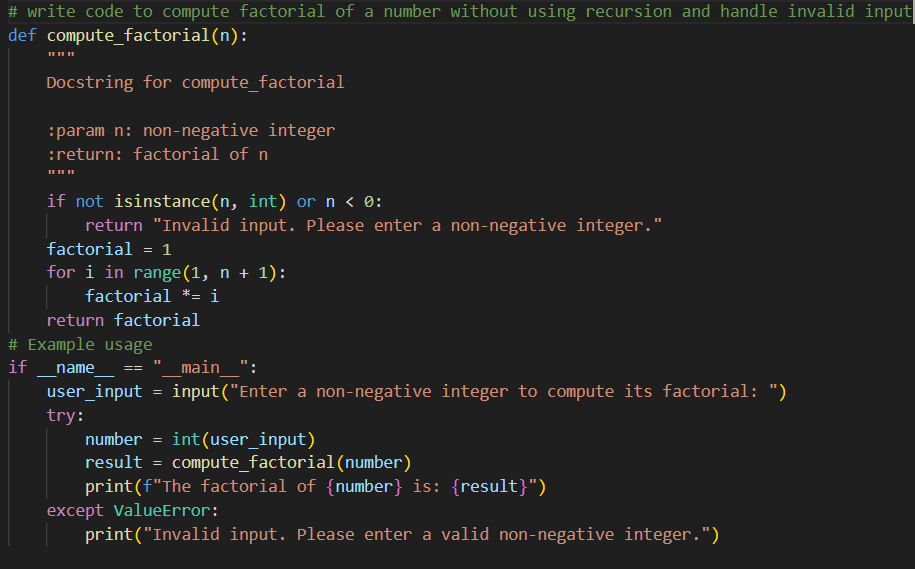 # write code to compute factorial of a number without using recursion and handle invalid input
def compute_factorial(n):
    """
    Docstring for compute_factorial

    :param n: non-negative integer
    :return: factorial of n
    """
    if not isinstance(n, int) or n < 0:
        return "Invalid input. Please enter a non-negative integer."
    factorial = 1
    for i in range(1, n + 1):
        factorial *= i
    return factorial
# Example usage
if __name__ == "__main__":
    user_input = input("Enter a non-negative integer to compute its factorial: ")
    try:
        number = int(user_input)
        result = compute_factorial(number)
        print(f"The factorial of {number} is: {result}")
    except ValueError:
        print("Invalid input. Please enter a valid non-negative integer.")